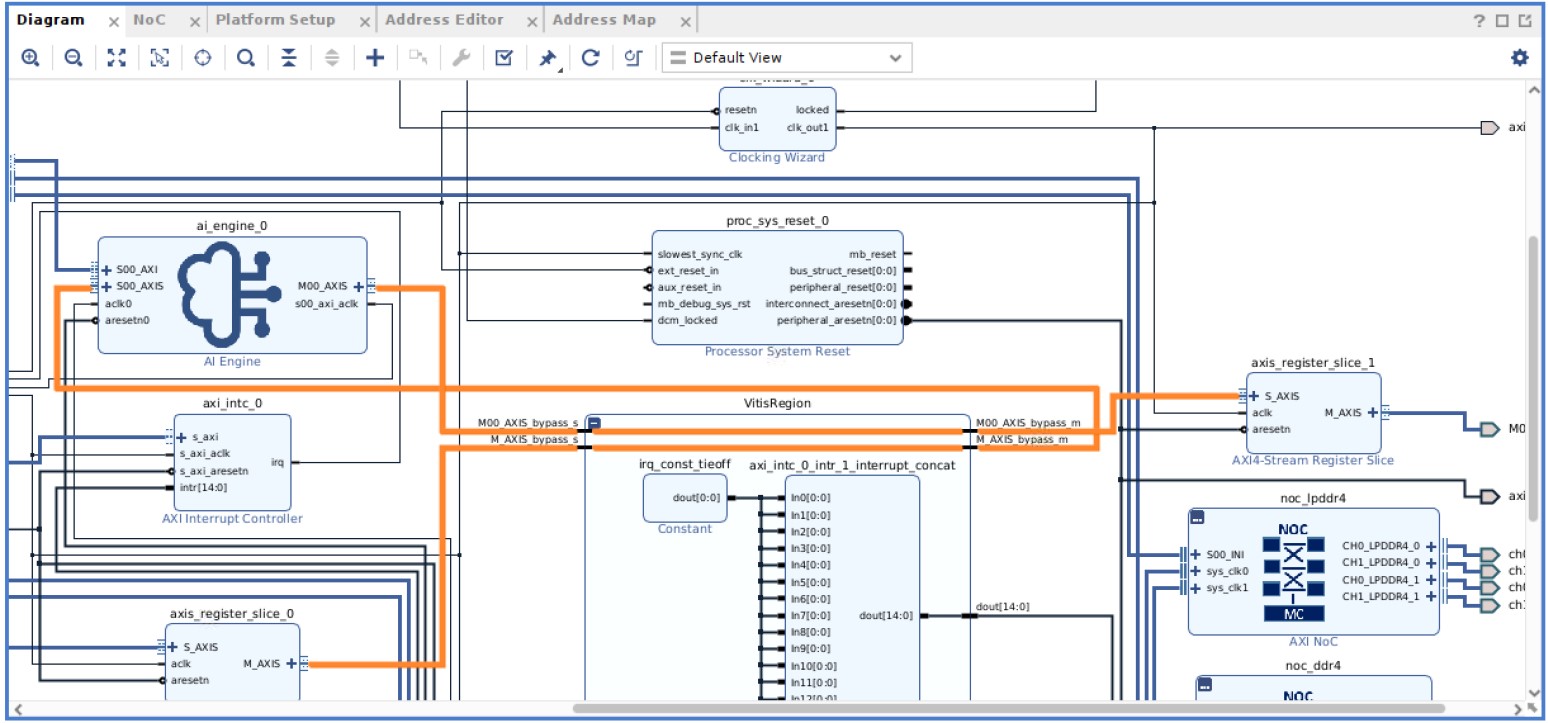 Diagram
NoC
Platform Setup
Address Editor
Address Map
Default View
resetn
locked
clk_in1
clk_out1
Clocking Wizard
axi
ai_engine_0
S00_AXI
S00_AXIS
aclk0
aresetn0
M00_AXIS
s00_axi_aclk
AI Engine
proc_sys_reset_0
slowest_sync_clk
ext_reset_in
aux_reset_in
mb_debug_sys_rst
dcm_locked
mb_reset
bus_struct_reset[0:0]
peripheral_reset[0:0]
interconnect_aresetn[0:0]
peripheral_aresetn[0:0]
Processor System Reset
axis_register_slice_1
S_AXIS
aclk
aresetn
M_AXIS
AXI4-Stream Register Slice
M0
axi
axi_intc_0
s_axi
s_axi_aclk
s_axi_aresetn
intr[14:0]
irq
AXI Interrupt Controller
VitisRegion
M00_AXIS_bypass_s
M_AXIS_bypass_s
M00_AXIS_bypass_m
M_AXIS_bypass_m
irq_const_tieoff
dout[0:0]
Constant
axi_intc_0_intr_1_interrupt_concat
In0[0:0]
In1[0:0]
In2[0:0]
In3[0:0]
In4[0:0]
In5[0:0]
In6[0:0]
In7[0:0]
In8[0:0]
In9[0:0]
In10[0:0]
In11[0:0]
In12[0:0]
dout[14:0]
dout[14:0]
noc_lpddr4
NOC
MC
S00_INI
sys_clk0
sys_clk1
CH0_LPDDR4_0
CH1_LPDDR4_0
CH0_LPDDR4_1
CH1_LPDDR4_1
ch0
ch1
ch0
ch1
AXI NoC
axis_register_slice_0
S_AXIS
aclk
aresetn
M_AXIS
noc_ddr4
NOC